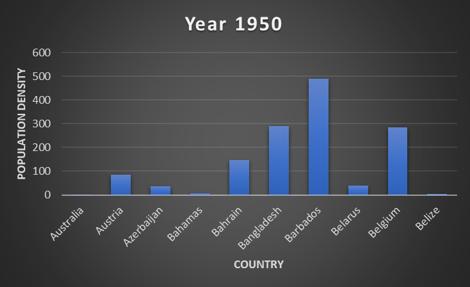 Year 1950
POPULATION DENSITY
600
500
400
300
200
100
0
Australia
Austria
Azerbaijan
Bahamas
Bahrain
Bangladesh
Barbados
Belarus
Belgium
Belize
COUNTRY